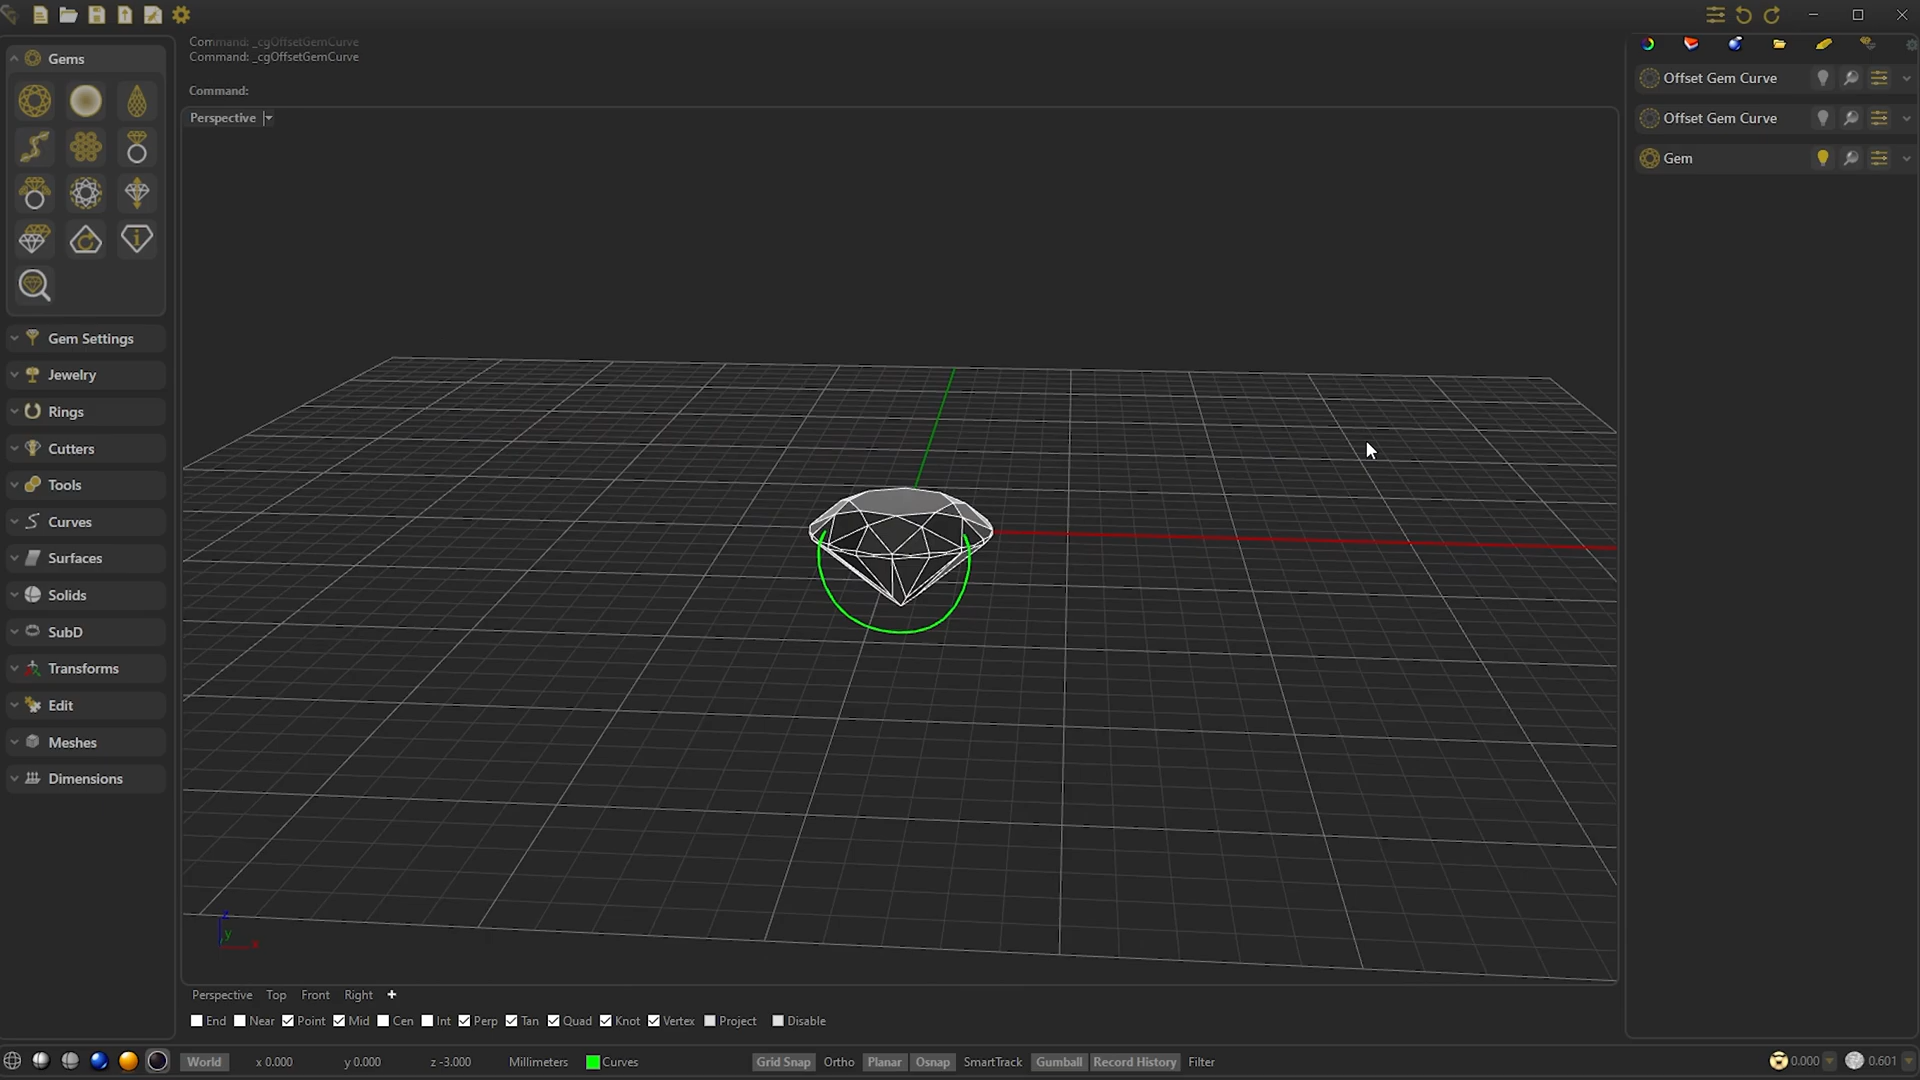 Command: _cgOffsetGemCurve
Command: _cgOffsetGemCurve
Command:
Perspective
Gems
Gem Settings
Jewelry
Rings
Cutters
Tools
Curves
Surfaces
Solids
SubD
Transforms
Edit
Meshes
Dimensions
Offset Gem Curve
Offset Gem Curve
Gem
z
y
x
Perspective Top Front Right +
End Near Point Mid Cen Int Perp Tan Quad Knot Vertex Project Disable
World x 0.000 y 0.000 z -3.000 Millimeters Curves Grid Snap Ortho Planar Osnap SmartTrack Gumball Record History Filter 0.000 0.601